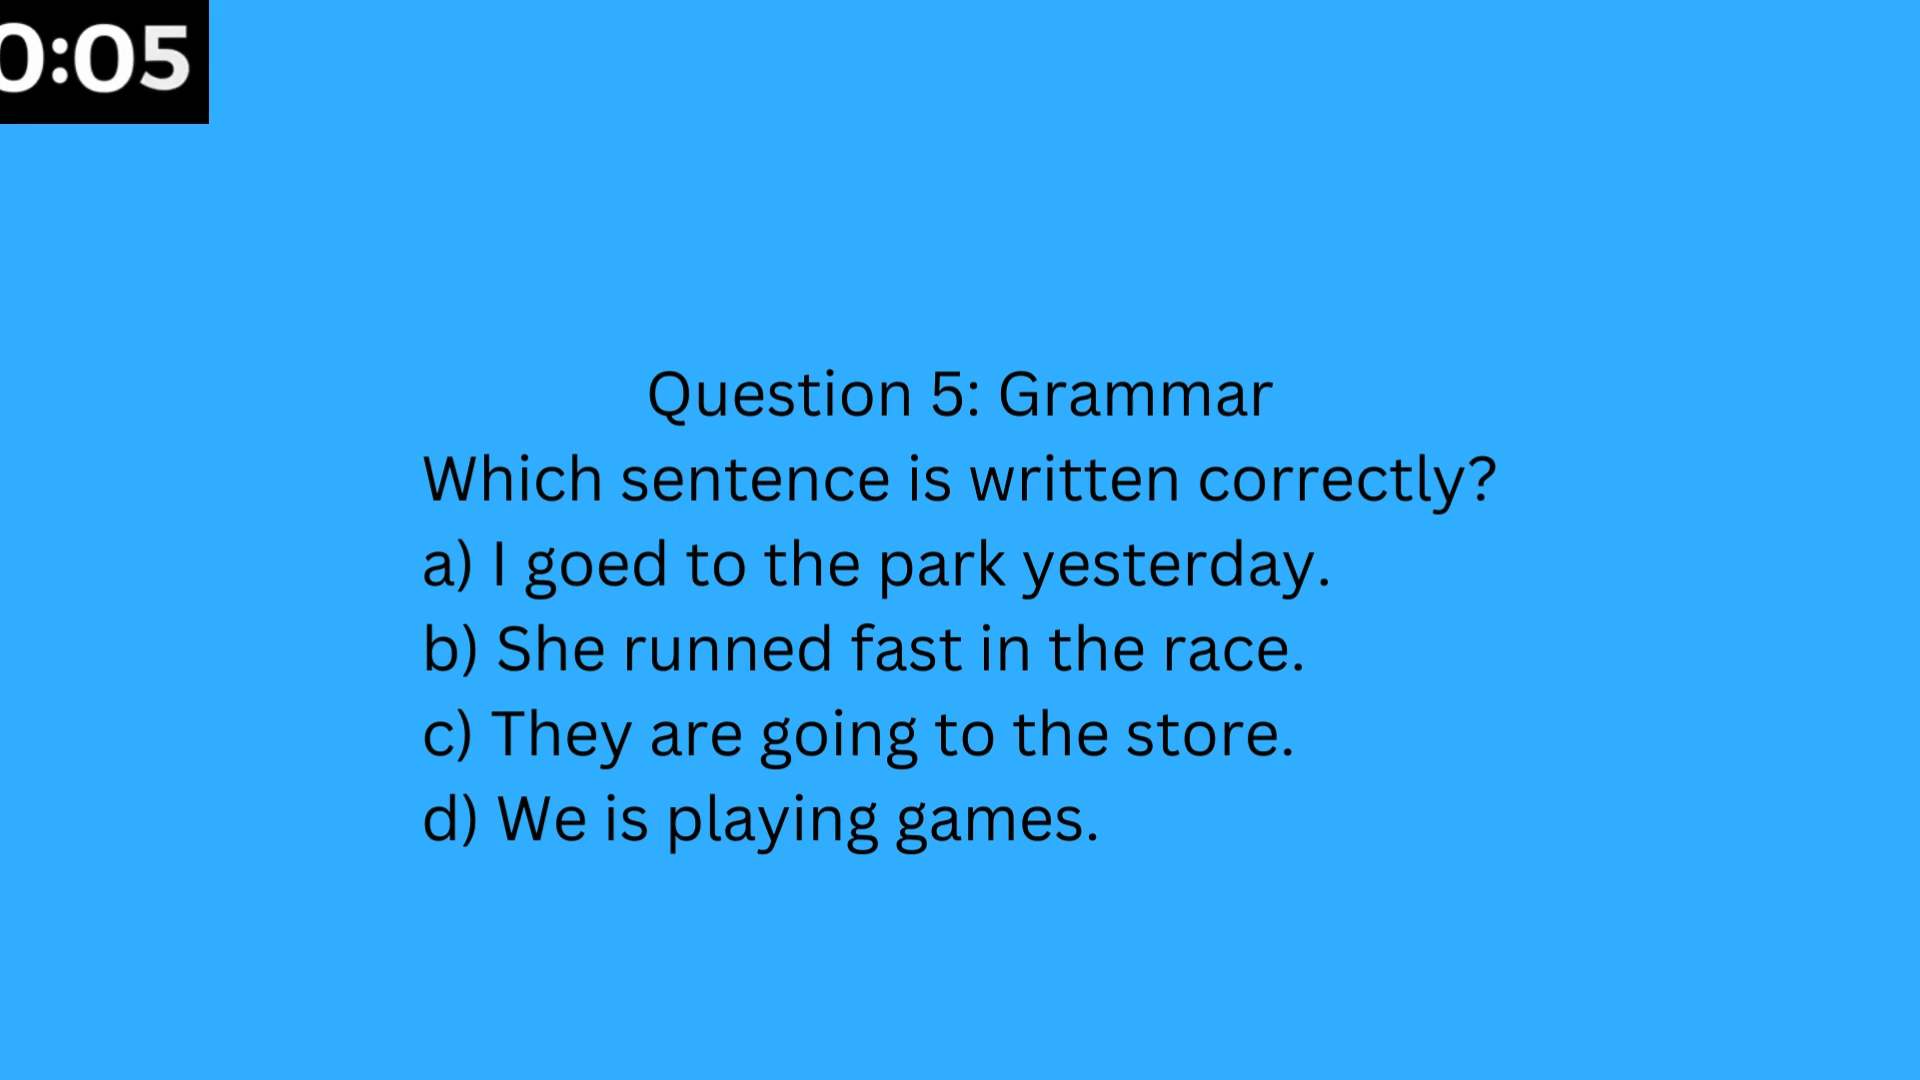 0:05
Question 5: Grammar
Which sentence is written correctly?
a) I goed to the park yesterday.
b) She runned fast in the race.
c) They are going to the store.
d) We is playing games.